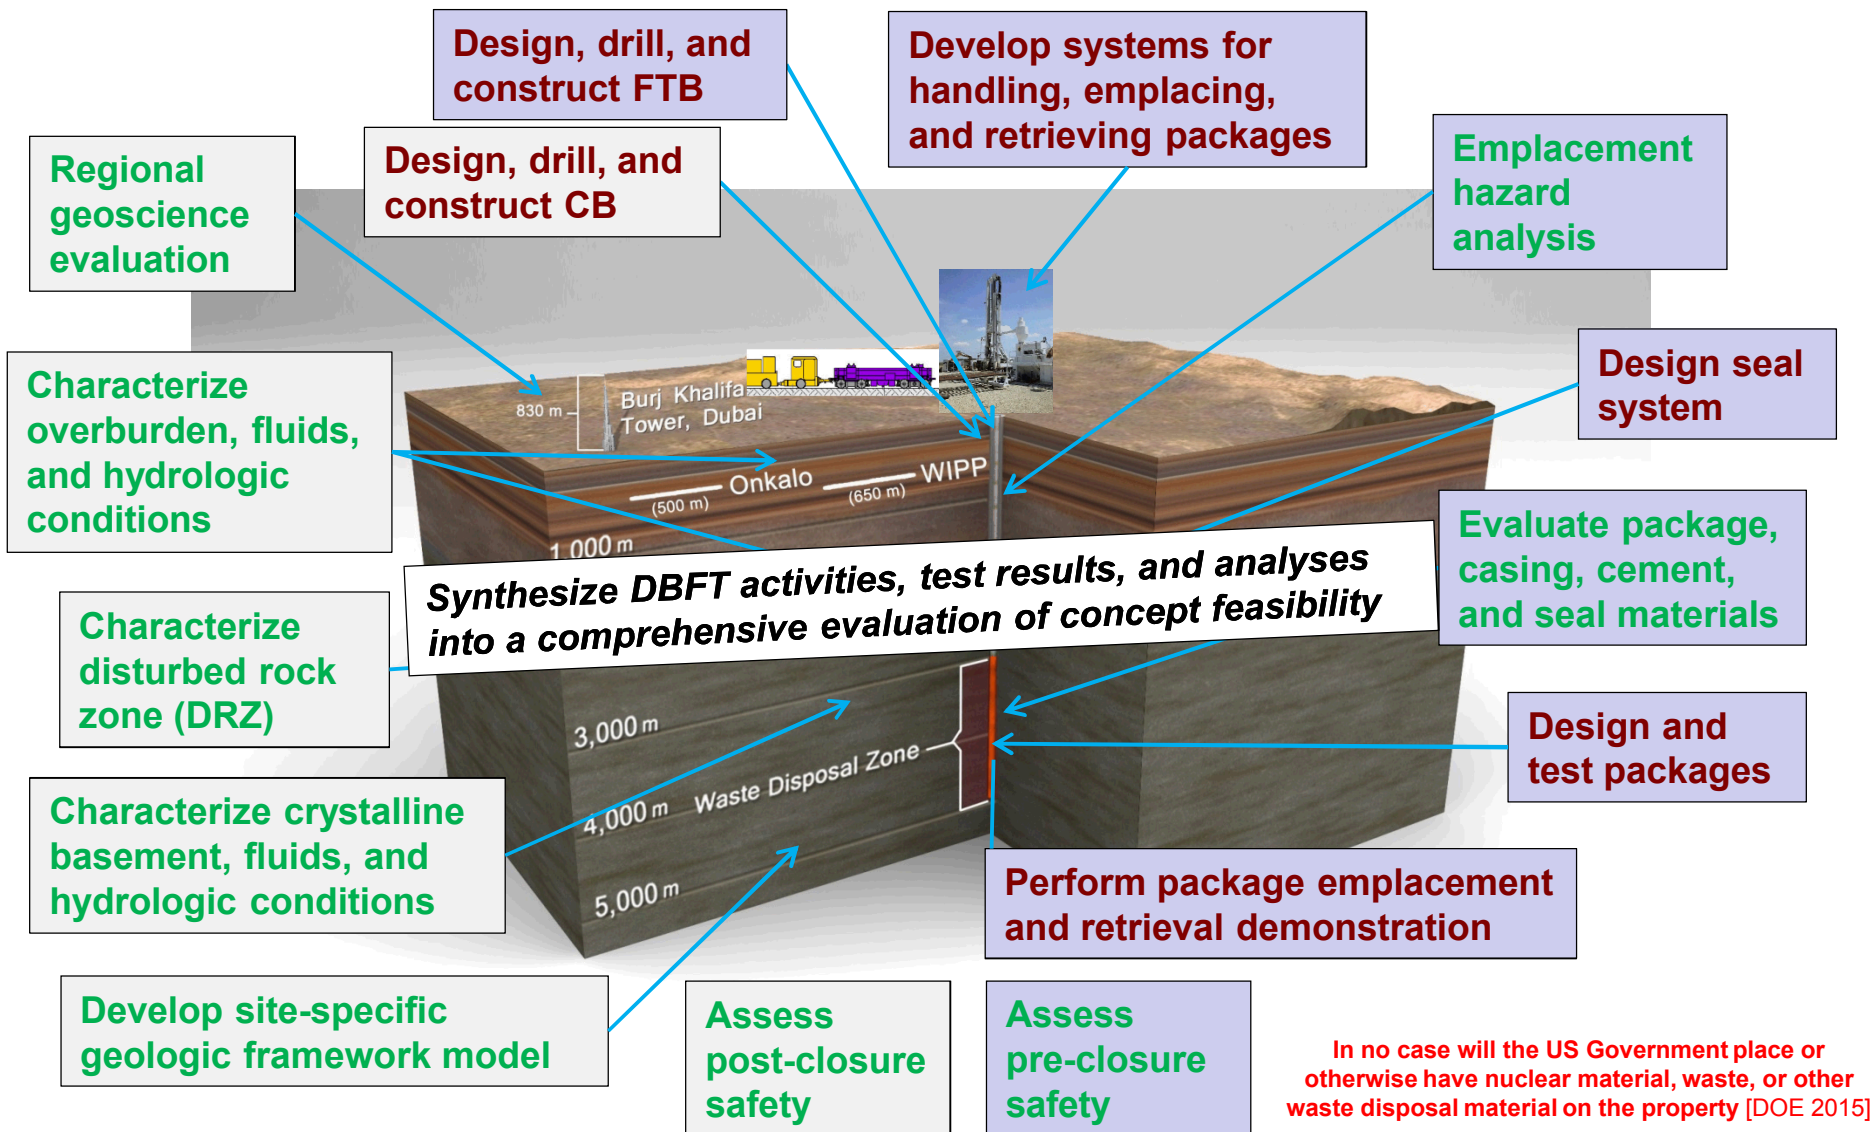 Design, drill, and
construct FTB
Develop systems for
handling, emplacing,
and retrieving packages
Regional
geoscience
evaluation
Design, drill, and
construct CB
Emplacement
hazard
analysis
Characterize
overburden, fluids,
and hydrologic
conditions
830 m
Burj Khalifa
Tower, Dubai
Design seal
system
Onkalo
(500 m)
WIPP
(650 m)
1,000 m
Evaluate package,
casing, cement,
and seal materials
Synthesize DBFT activities, test results, and analyses
into a comprehensive evaluation of concept feasibility
Characterize
disturbed rock
zone (DRZ)
3,000 m
Waste Disposal Zone
4,000 m
5,000 m
Design and
test packages
Characterize crystalline
basement, fluids, and
hydrologic conditions
Perform package emplacement
and retrieval demonstration
Develop site-specific
geologic framework model
Assess
post-closure
safety
Assess
pre-closure
safety
In no case will the US Government place or
otherwise have nuclear material, waste, or other
waste disposal material on the property [DOE 2015]